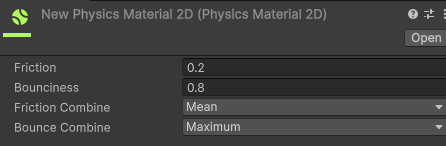 New Physics Material 2D (Physics Material 2D)
Open
Friction 0.2
Bounciness 0.8
Friction Combine Mean
Bounce Combine Maximum